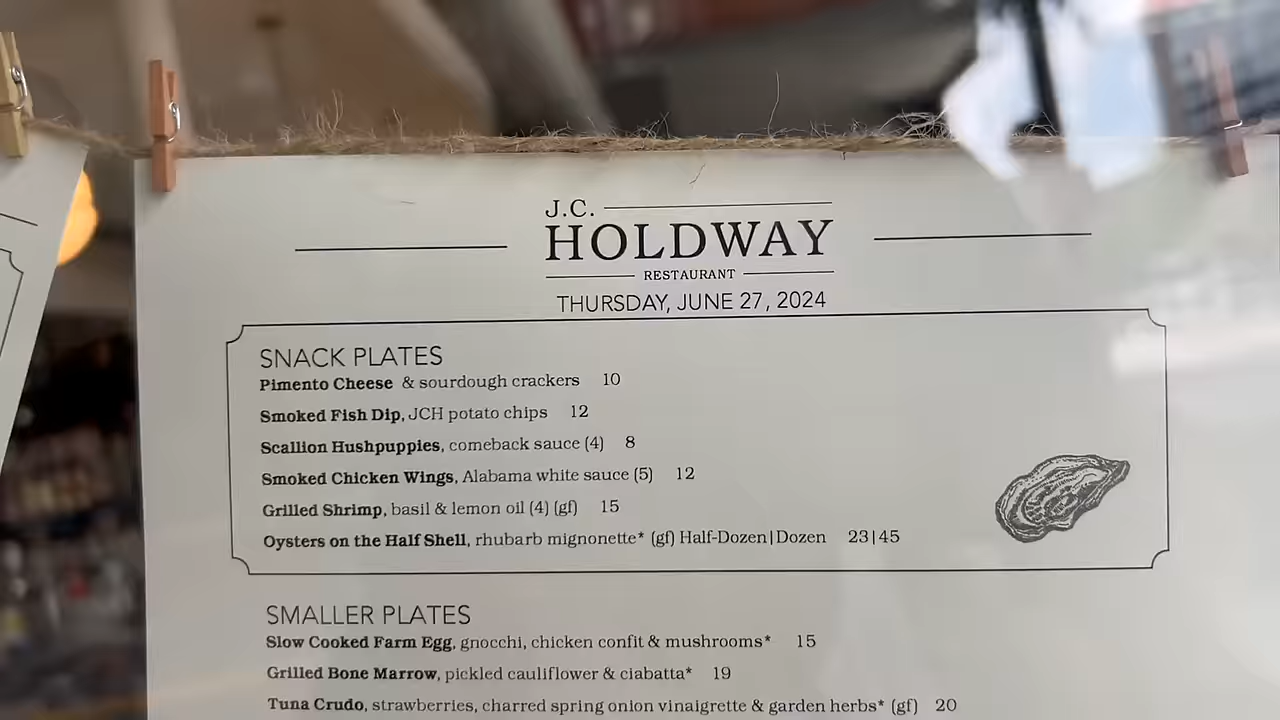 J.C.
HOLDWAY
RESTAURANT
THURSDAY, JUNE 27, 2024
SNACK PLATES
Pimento Cheese & sourdough crackers 10
Smoked Fish Dip, JCH potato chips 12
Scallion Hushpuppies, comeback sauce (4) 8
Smoked Chicken Wings, Alabama white sauce (5) 12
Grilled Shrimp, basil & lemon oil (4) (gf) 15
Oysters on the Half Shell, rhubarb mignonette* (gf) Half-Dozen|Dozen 23|45
SMALLER PLATES
Slow Cooked Farm Egg, gnocchi, chicken confit & mushrooms* 15
Grilled Bone Marrow, pickled cauliflower & ciabatta* 19
Tuna Crudo, strawberries, charred spring onion vinaigrette & garden herbs* (gf) 20